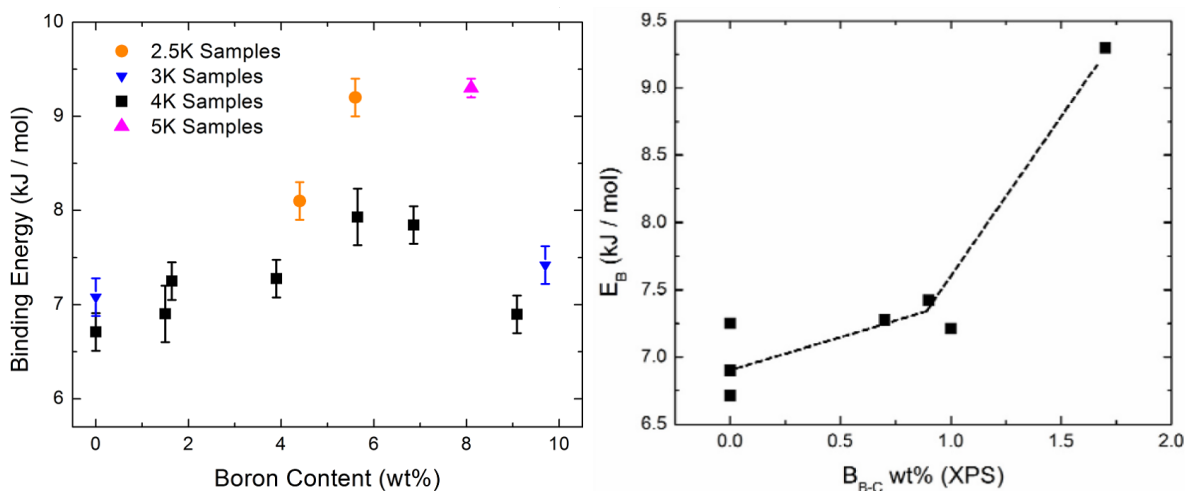 10
9
8
7
6
0
2
4
6
8
10
Binding Energy (kJ / mol)
Boron Content (wt%)
2.5K Samples
3K Samples
4K Samples
5K Samples
9.5
9.0
8.5
8.0
7.5
7.0
6.5
0.0
0.5
1.0
1.5
2.0
E_B (kJ / mol)
B_B-C wt% (XPS)